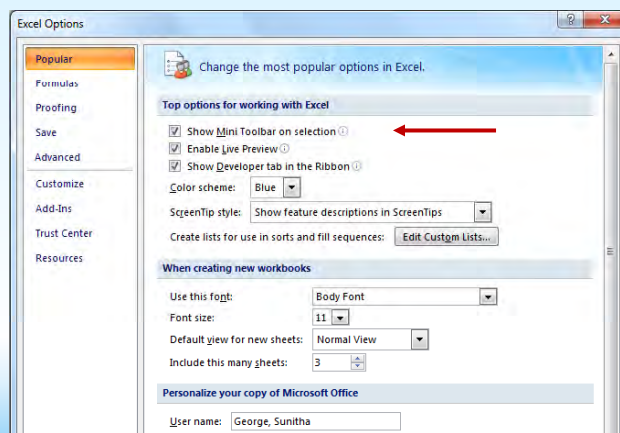 Excel Options
Popular
Formulas
Proofing
Save
Advanced
Customize
Add-Ins
Trust Center
Resources
Change the most popular options in Excel.
Top options for working with Excel
Show Mini Toolbar on selection
Enable Live Preview
Show Developer tab in the Ribbon
Color scheme: Blue
ScreenTip style: Show feature descriptions in ScreenTips
Create lists for use in sorts and fill sequences: Edit Custom Lists...
When creating new workbooks
Use this font: Body Font
Font size: 11
Default view for new sheets: Normal View
Include this many sheets: 3
Personalize your copy of Microsoft Office
User name: George, Sunitha